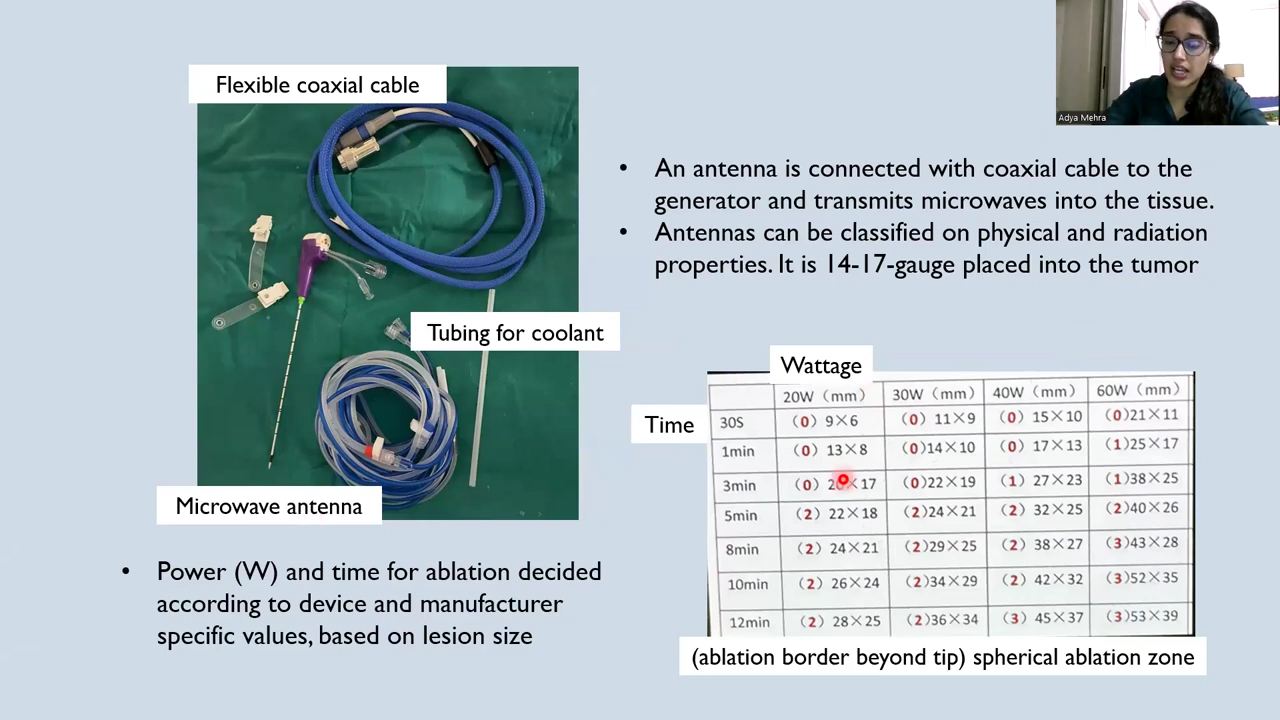 Flexible coaxial cable
Adya Mehra
• An antenna is connected with coaxial cable to the
generator and transmits microwaves into the tissue.
• Antennas can be classified on physical and radiation
properties. It is 14-17-gauge placed into the tumor
Tubing for coolant
Microwave antenna
• Power (W) and time for ablation decided
according to device and manufacturer
specific values, based on lesion size
Wattage
Time
20W (mm) 30W (mm) 40W (mm) 60W (mm)
30S (0) 9×6 (0) 11×9 (0) 15×10 (0)21×11
1min (0) 13×8 (0)14×10 (0) 17×13 (1)25×17
3min (0) ×17 (0)22×19 (1) 27×23 (1)38×25
5min (2) 22×18 (2)24×21 (2) 32×25 (2)40×26
8min (2) 24×21 (2)29×25 (2) 38×27 (3)43×28
10min (2) 26×24 (2)34×29 (2) 42×32 (3)52×35
12min (2) 28×25 (2)36×34 (3) 45×37 (3)53×39
(ablation border beyond tip) spherical ablation zone